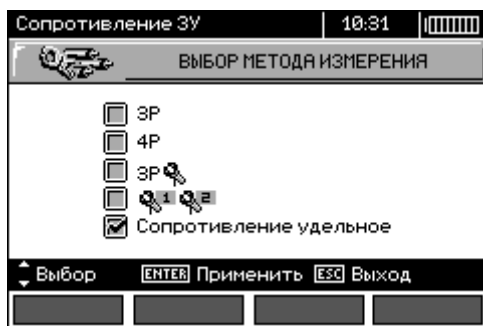 Сопротивление ЗУ 10:31
ВЫБОР МЕТОДА ИЗМЕРЕНИЯ
3P
4P
3P
1 2
Сопротивление удельное
Выбор ENTER Применить ESC Выход